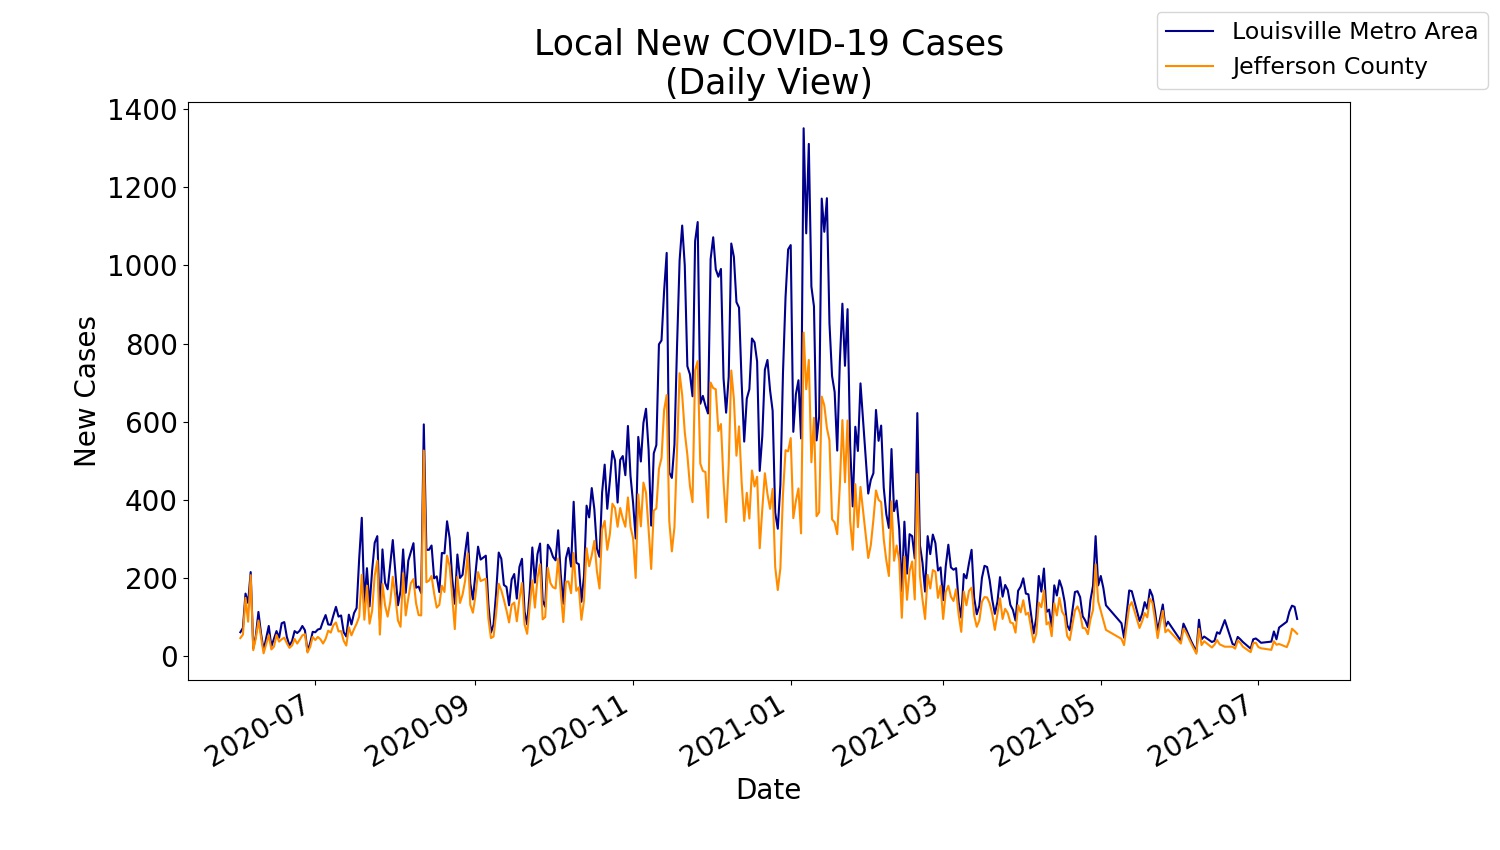 Local New COVID-19 Cases
(Daily View)
Louisville Metro Area
Jefferson County
New Cases
1400
1200
1000
800
600
400
200
0
2020-07
2020-09
2020-11
2021-01
2021-03
2021-05
2021-07
Date